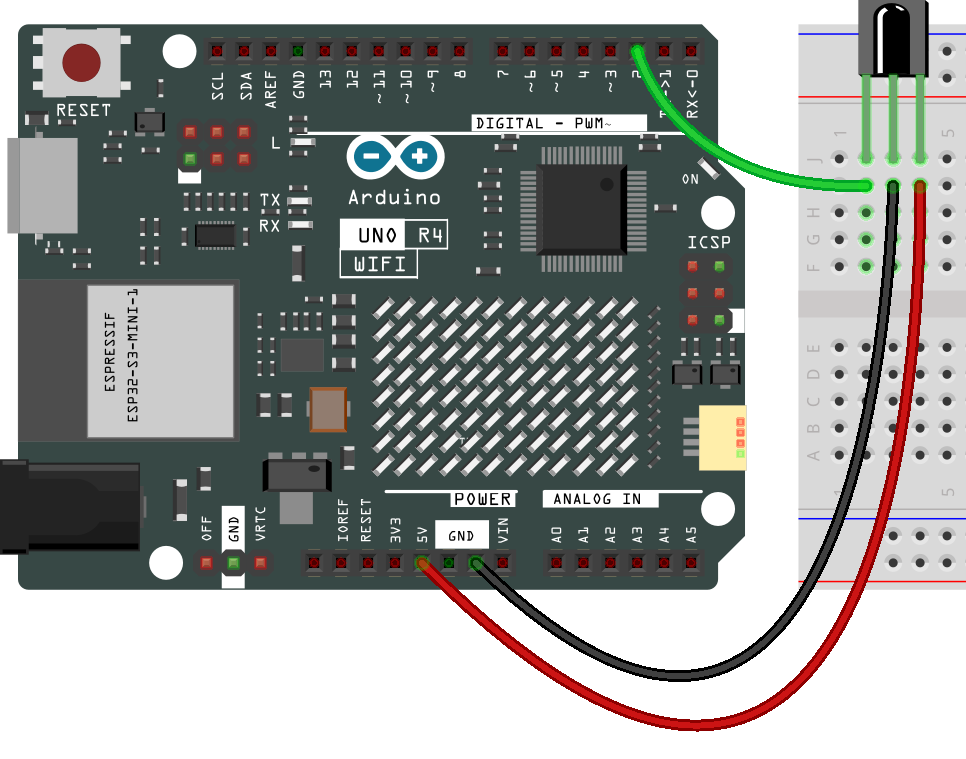 RESET
SCL
SDA
AREF
GND
13
12
~11
~10
~9
8
7
~6
~5
4
~3
2
RX<-0
DIGITAL - PWM~
L
TX
RX
Arduino
UNO R4
WIFI
ON
ICSP
ESPRESSIF
ESP32-S3-MINI-1
POWER
ANALOG IN
OFF
GND
VRTC
IOREF
RESET
3V3
5V
GND
VIN
A0
A1
A2
A3
A4
A5
1
5
J
H
G
F
E
D
C
B
A
1
5